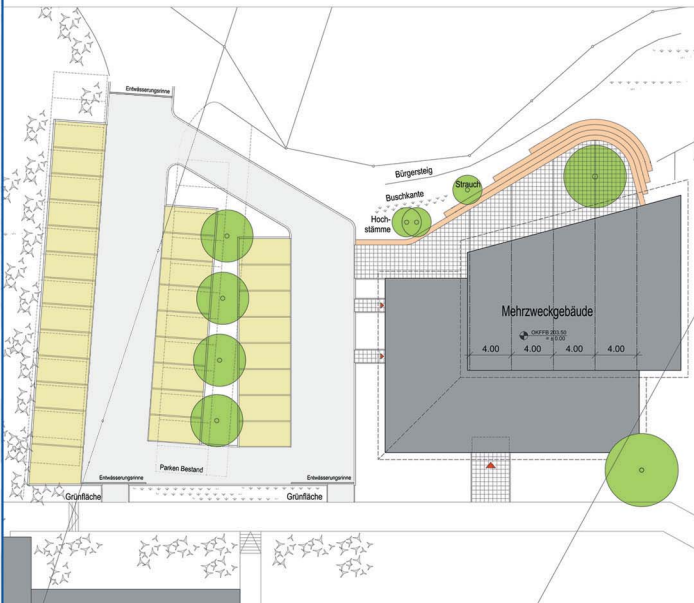 Entwässerungsrinne
Bürgersteig
Strauch
Buschkante
Hoch-
stämme
Mehrzweckgebäude
OKFFB 203.50
= ± 0.00
4.00 4.00 4.00 4.00
Parken Bestand
Entwässerungsrinne
Entwässerungsrinne
Grünfläche
Grünfläche